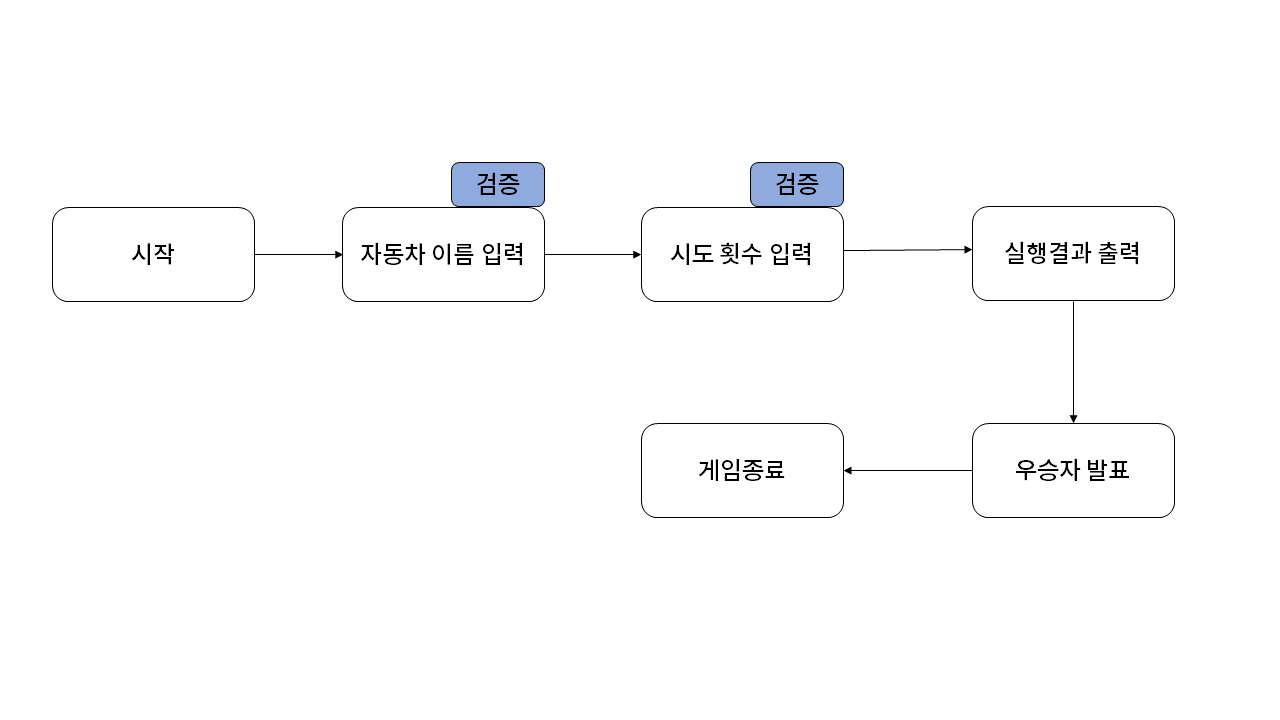 검증
검증
시작
자동차 이름 입력
시도 횟수 입력
실행결과 출력
게임종료
우승자 발표